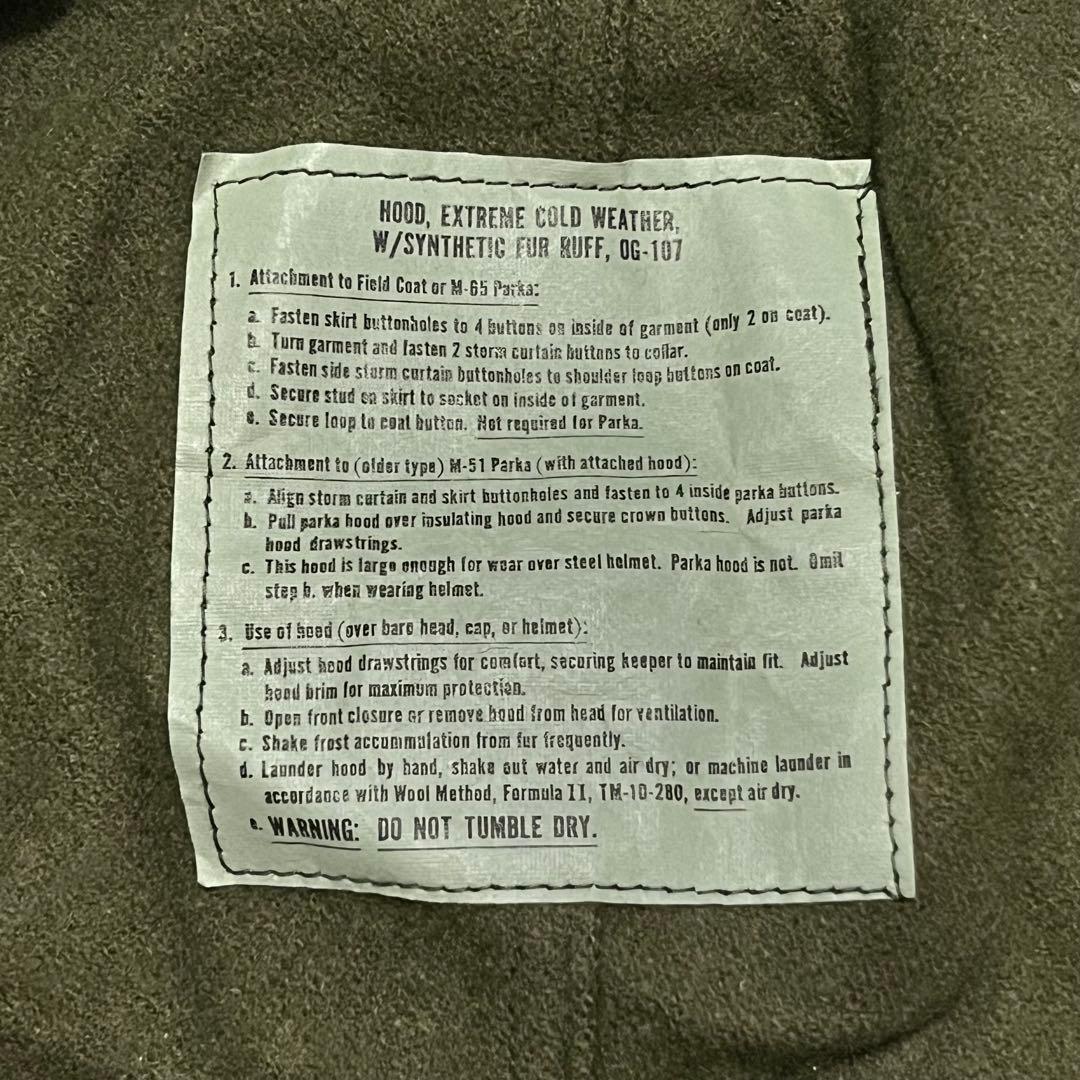 HOOD, EXTREME COLD WEATHER,
W/SYNTHETIC FUR RUFF, OG-107
1. Attachment to Field Coat or M-65 Parka:
a. Fasten skirt buttonholes to 4 buttons on inside of garment (only 2 on coat).
b. Turn garment and fasten 2 storm curtain buttons to collar.
c. Fasten side storm curtain buttonholes to shoulder loop buttons on coat.
d. Secure stud on skirt to socket on inside of garment.
e. Secure loop to coat button. Not required for Parka.
2. Attachment to (older type) M-51 Parka (with attached hood):
a. Align storm curtain and skirt buttonholes and fasten to 4 inside parka buttons.
b. Pull parka hood over insulating hood and secure crown buttons. Adjust parka
hood drawstrings.
c. This hood is large enough for wear over steel helmet. Parka hood is not. Omit
step b. when wearing helmet.
3. Use of hood (over bare head, cap, or helmet):
a. Adjust hood drawstrings for comfort, securing keeper to maintain fit. Adjust
hood brim for maximum protection.
b. Open front closure or remove hood from head for ventilation.
c. Shake frost accummulation from fur frequently.
d. Launder hood by hand, shake out water and air dry; or machine launder in
accordance with Wool Method, Formula II, TM-10-280, except air dry.
e. WARNING: DO NOT TUMBLE DRY.